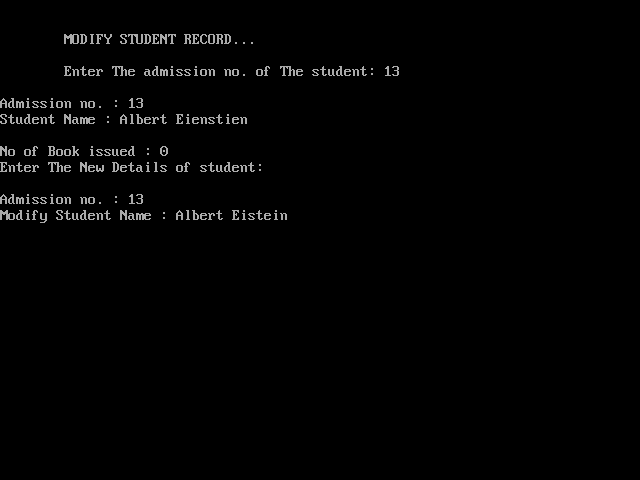 MODIFY STUDENT RECORD...
Enter The admission no. of The student: 13
Admission no. : 13
Student Name : Albert Eienstien
No of Book issued : 0
Enter The New Details of student:
Admission no. : 13
Modify Student Name : Albert Eistein